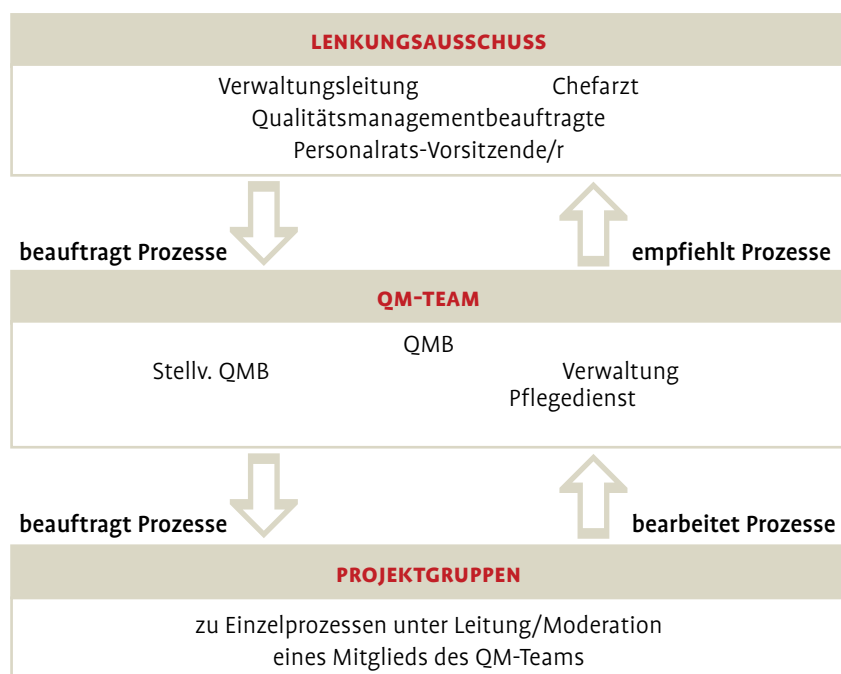 LENKUNGSAUSSCHUSS
Verwaltungsleitung Chefarzt
Qualitätsmanagementbeauftragte
Personalrats-Vorsitzende/r
beauftragt Prozesse empfiehlt Prozesse
QM-TEAM
QMB
Stellv. QMB Verwaltung
Pflegedienst
beauftragt Prozesse bearbeitet Prozesse
PROJEKTGRUPPEN
zu Einzelprozessen unter Leitung/Moderation
eines Mitglieds des QM-Teams